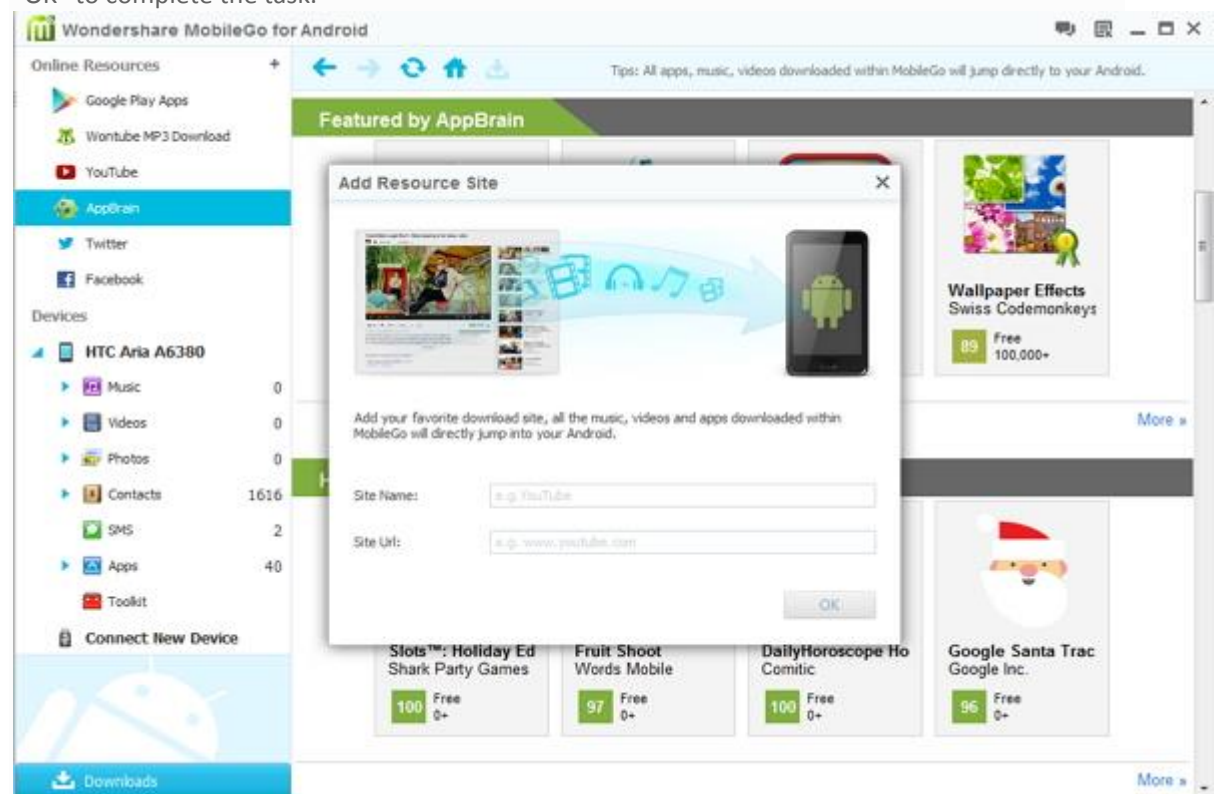 "OK" to complete the task.
Wondershare MobileGo for Android
Online Resources +
Google Play Apps
Wontube MP3 Download
YouTube
AppBrain
Twitter
Facebook
Devices
HTC Aria A6380
Music 0
Videos 0
Photos 0
Contacts 1616
SMS 2
Apps 40
Toolkit
Connect New Device
Downloads
Tips: All apps, music, videos downloaded within MobileGo will jump directly to your Android.
Featured by AppBrain
Wallpaper Effects
Swiss Codemonkeys
89 Free
100,000+
More »
Add Resource Site
Add your favorite download site, all the music, videos and apps downloaded within
MobileGo will directly jump into your Android.
Site Name: e.g. YouTube
Site Url: e.g. www.youtube.com
OK
H
Slots™: Holiday Ed
Shark Party Games
100 Free
0+
Fruit Shoot
Words Mobile
97 Free
0+
DailyHoroscope Ho
Comitic
100 Free
0+
Google Santa Trac
Google Inc.
96 Free
0+
More »